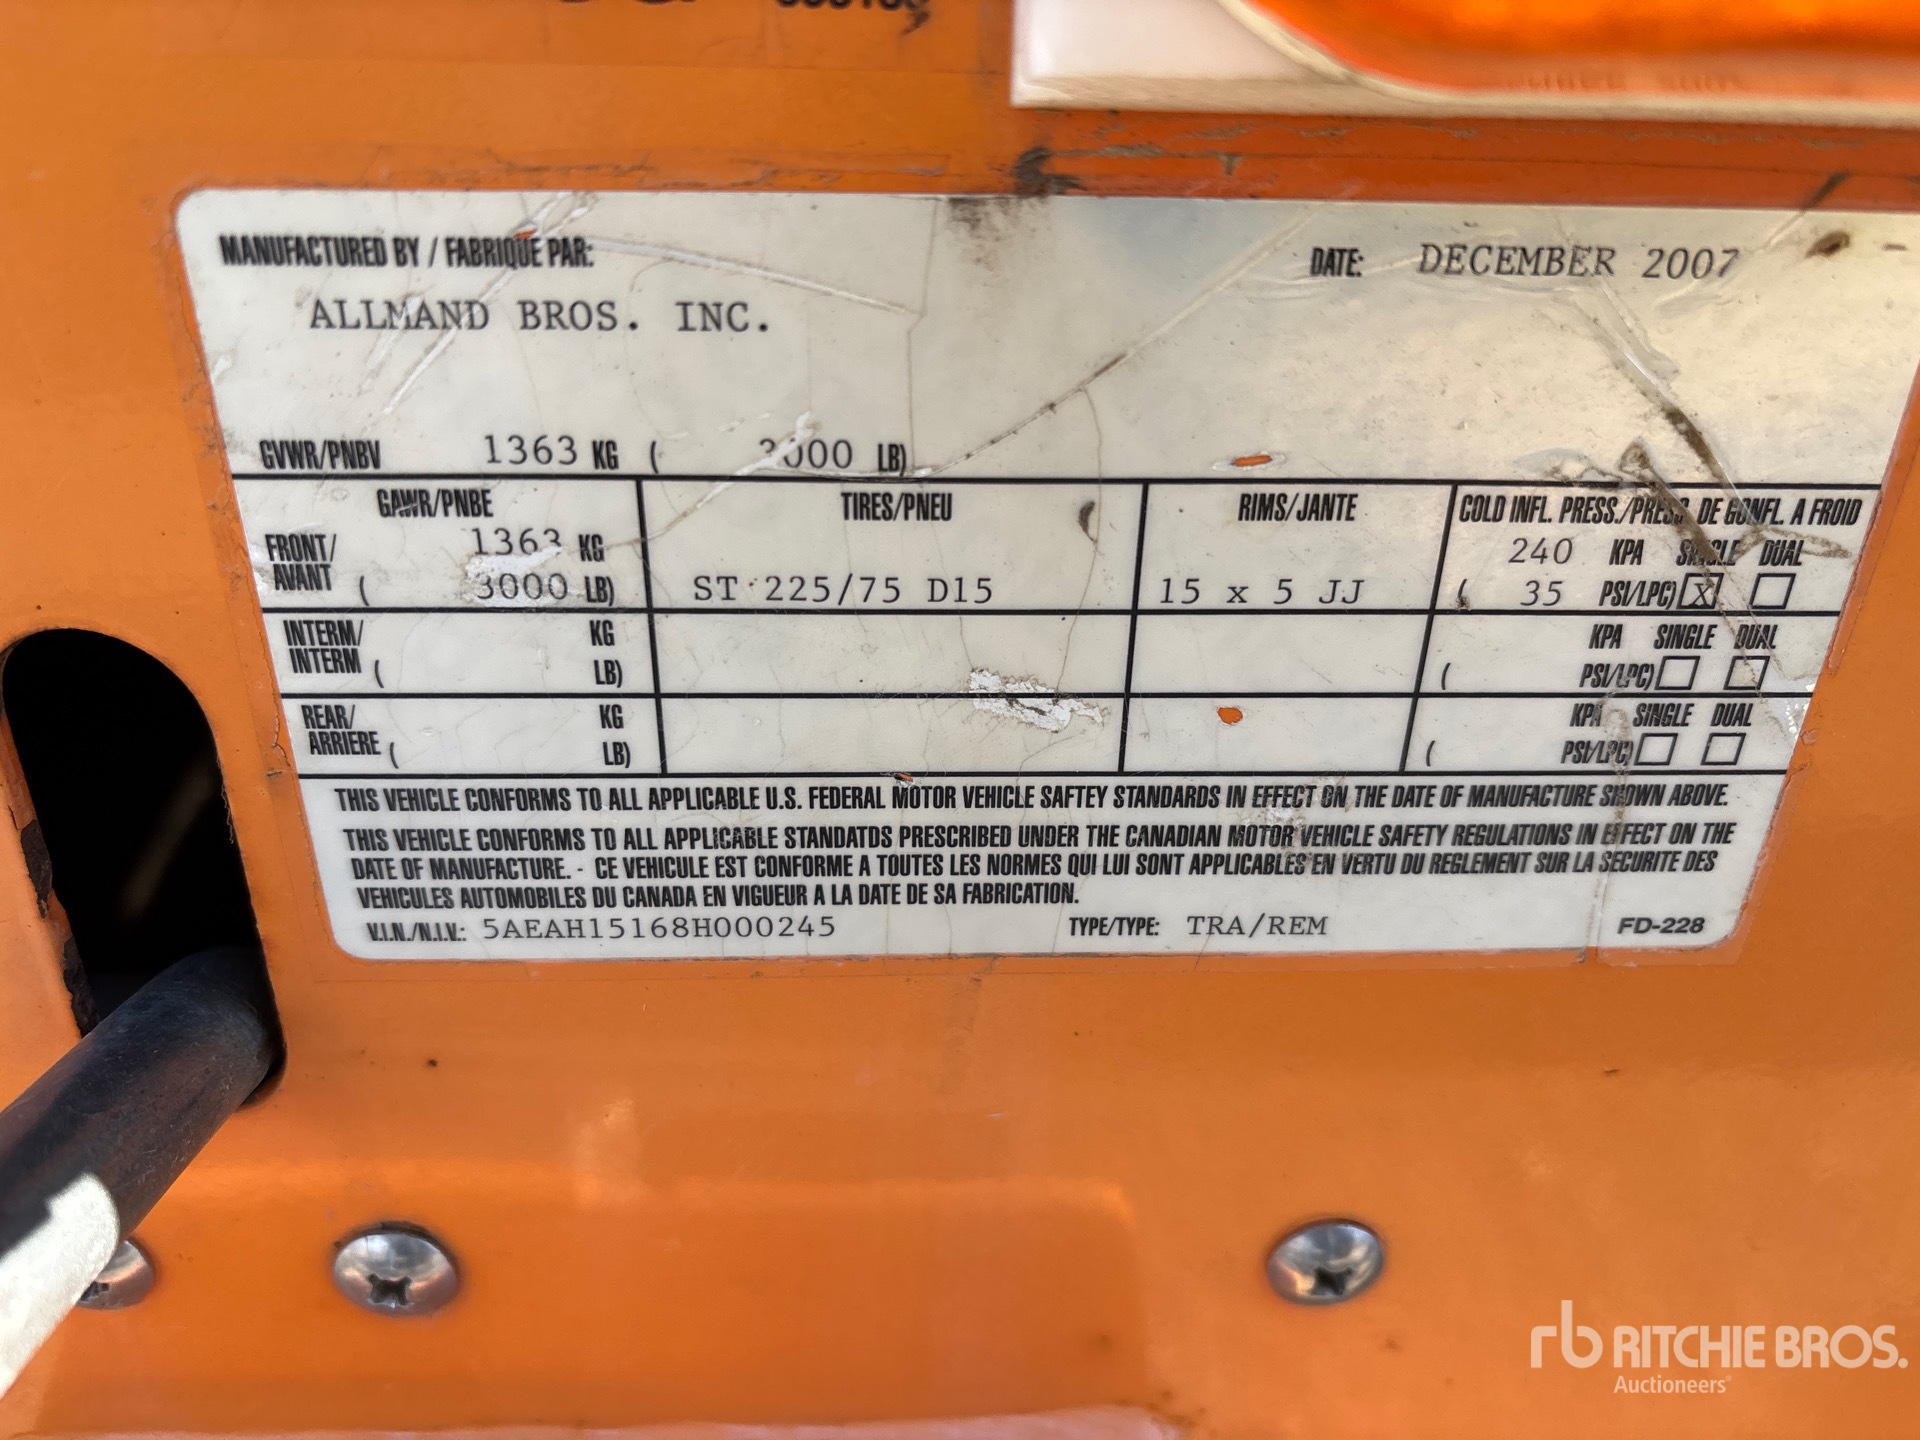 MANUFACTURED BY / FABRIQUE PAR:
DATE: DECEMBER 2007
ALLMAND BROS. INC.
GVWR/PNBV 1363 KG ( 3000 LB)
GAWR/PNBE TIRES/PNEU RIMS/JANTE COLD INFL. PRESS./PRESS. DE GONFL. A FROID
FRONT/ 1363 KG 240 KPA SINGLE DUAL
AVANT ( 3000 LB) ST 225/75 D15 15 x 5 JJ ( 35 PSI/LPC) X
INTERM/ KG KPA SINGLE DUAL
INTERM ( LB) ( PSI/LPC)
REAR/ KG KPA SINGLE DUAL
ARRIERE ( LB) ( PSI/LPC)
THIS VEHICLE CONFORMS TO ALL APPLICABLE U.S. FEDERAL MOTOR VEHICLE SAFTEY STANDARDS IN EFFECT ON THE DATE OF MANUFACTURE SHOWN ABOVE.
THIS VEHICLE CONFORMS TO ALL APPLICABLE STANDATDS PRESCRIBED UNDER THE CANADIAN MOTOR VEHICLE SAFETY REGULATIONS IN EFFECT ON THE
DATE OF MANUFACTURE. - CE VEHICULE EST CONFORME A TOUTES LES NORMES QUI LUI SONT APPLICABLES EN VERTU DU REGLEMENT SUR LA SECURITE DES
VEHICULES AUTOMOBILES DU CANADA EN VIGUEUR A LA DATE DE SA FABRICATION.
V.I.N./N.I.V.: 5AEAH15168H000245 TYPE/TYPE: TRA/REM FD-228
rb RITCHIE BROS.
Auctioneers